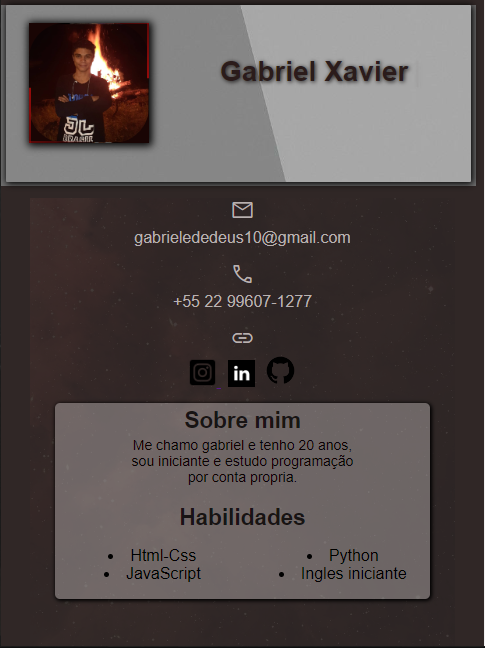 Gabriel Xavier
gabrielededeus10@gmail.com
+55 22 99607-1277
in
Sobre mim
Me chamo gabriel e tenho 20 anos,
sou iniciante e estudo programação
por conta propria.
Habilidades
Html-Css
JavaScript
Python
Ingles iniciante